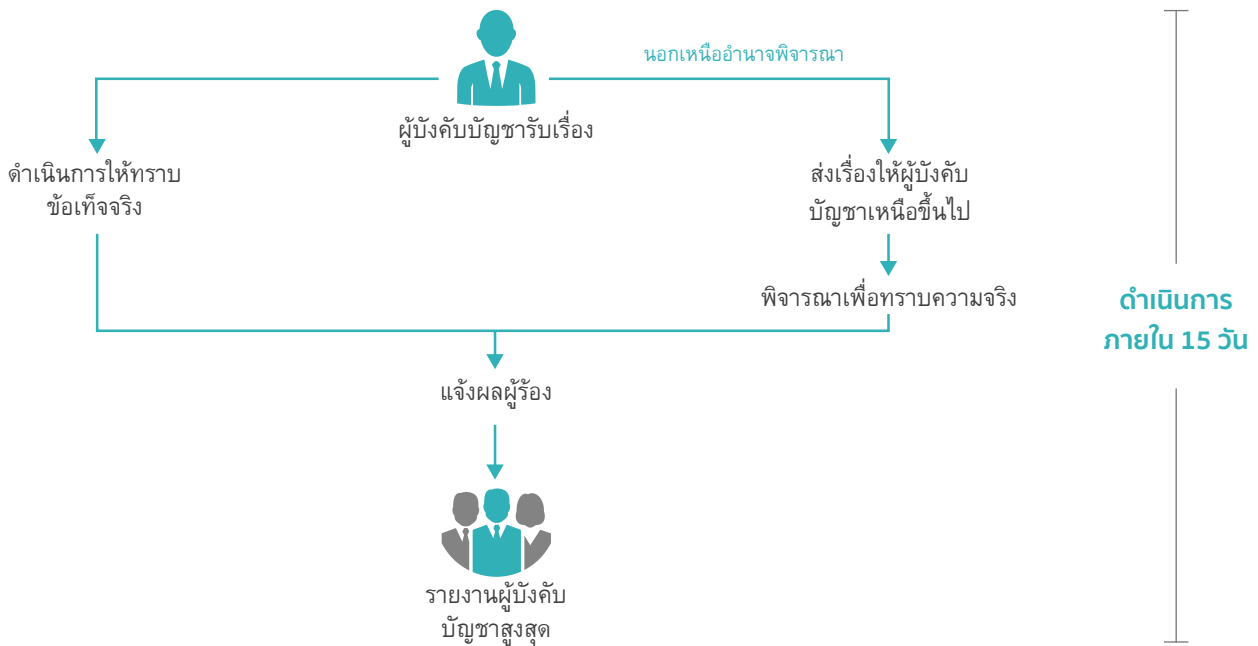 นอกเหนืออำนาจพิจารณา
ผู้บังคับบัญชารับเรื่อง
ดำเนินการให้ทราบ
ข้อเท็จจริง
ส่งเรื่องให้ผู้บังคับ
บัญชาเหนือขึ้นไป
พิจารณาเพื่อทราบความจริง
ดำเนินการ
ภายใน 15 วัน
แจ้งผลผู้ร้อง
รายงานผู้บังคับ
บัญชาสูงสุด